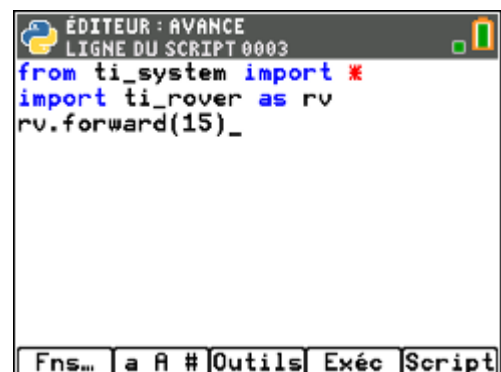 ÉDITEUR : AVANCE
LIGNE DU SCRIPT 0003
from ti_system import *
import ti_rover as rv
rv.forward(15)_
Fns… a A # Outils Exéc Script